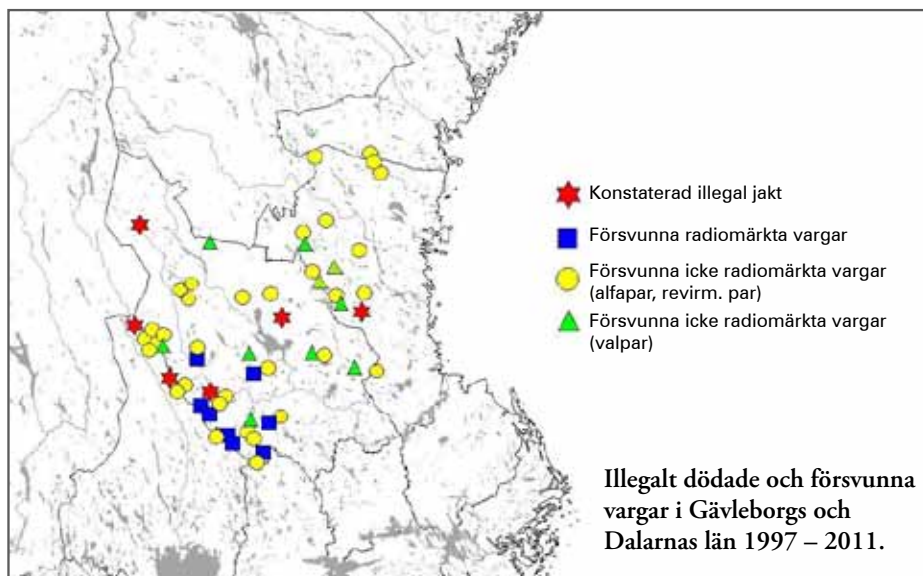 Konstaterad illegal jakt
Försvunna radiomärkta vargar
Försvunna icke radiomärkta vargar
(alfapar, revirm. par)
Försvunna icke radiomärkta vargar
(valpar)
Illegalt dödade och försvunna
vargar i Gävleborgs och
Dalarnas län 1997 – 2011.